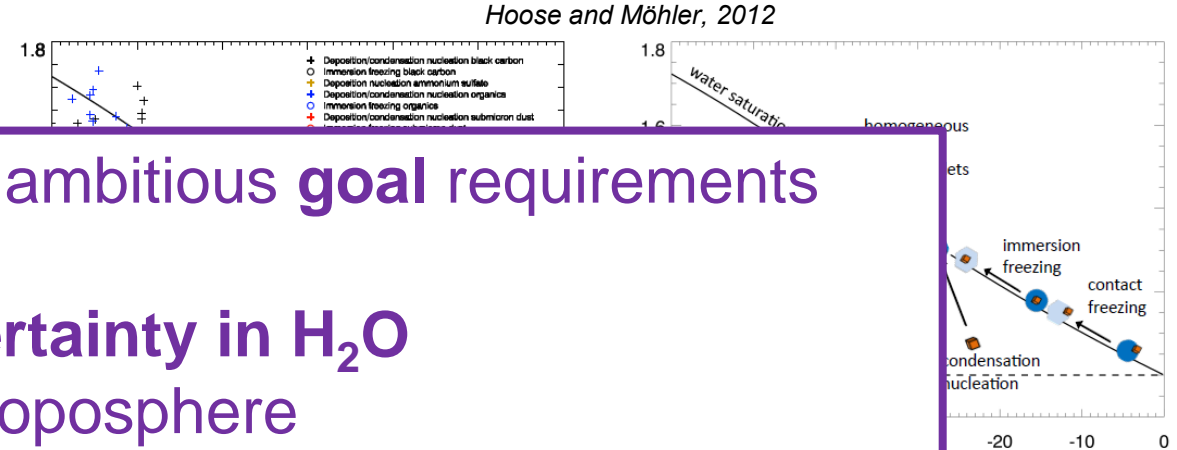 Hoose and Möhler, 2012
1.8
+ Deposition/condensation nucleation black carbon
O Immersion freezing black carbon
+ Deposition nucleation ammonium sulfate
+ Deposition/condensation nucleation organics
O Immersion freezing organics
+ Deposition/condensation nucleation submicron dust
1.8
water saturatio
homogeneous
ets
ambitious goal requirements
rtainty in H₂O
oposphere
immersion
freezing
contact
freezing
condensation
nucleation
-20
-10
0